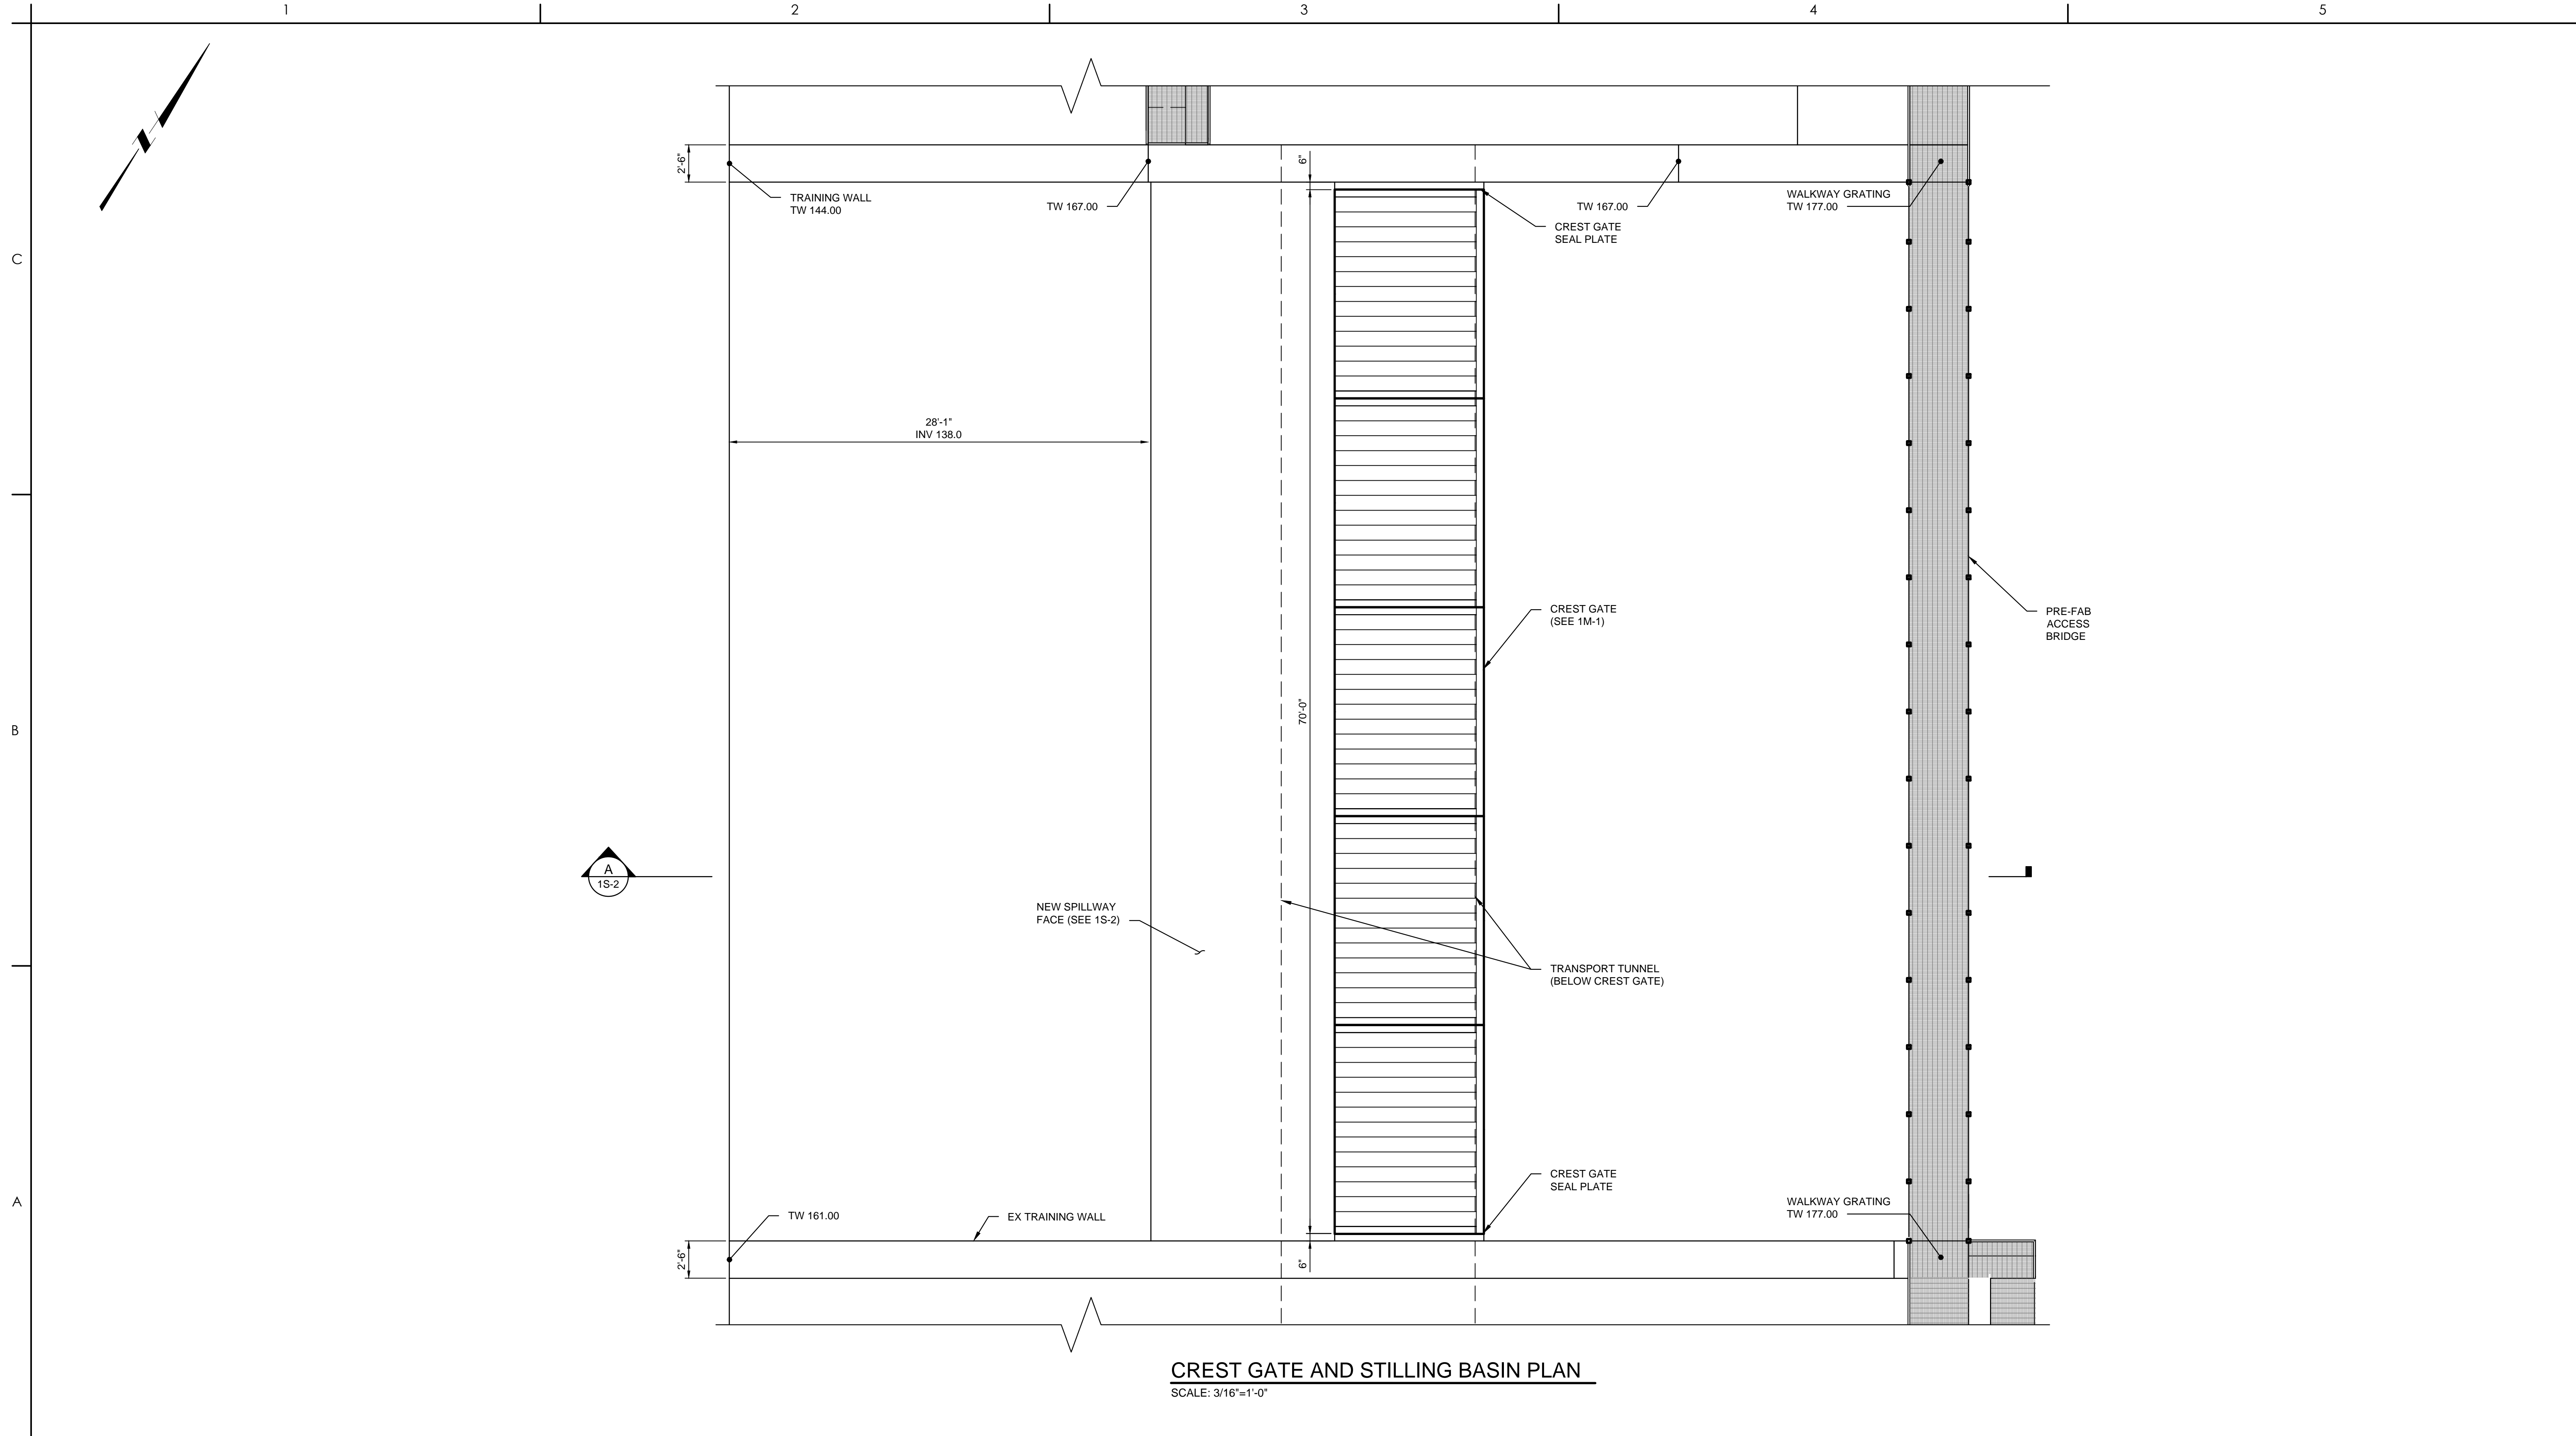 1
2
3
4
5
C
B
A
2'-6"
6"
TRAINING WALL
TW 144.00
TW 167.00
TW 167.00
WALKWAY GRATING
TW 177.00
CREST GATE
SEAL PLATE
28'-1"
INV 138.0
CREST GATE
(SEE 1M-1)
PRE-FAB
ACCESS
BRIDGE
70'-0"
A
1S-2
NEW SPILLWAY
FACE (SEE 1S-2)
TRANSPORT TUNNEL
(BELOW CREST GATE)
CREST GATE
SEAL PLATE
WALKWAY GRATING
TW 177.00
TW 161.00
EX TRAINING WALL
2'-6"
6"
CREST GATE AND STILLING BASIN PLAN
SCALE: 3/16"=1'-0"